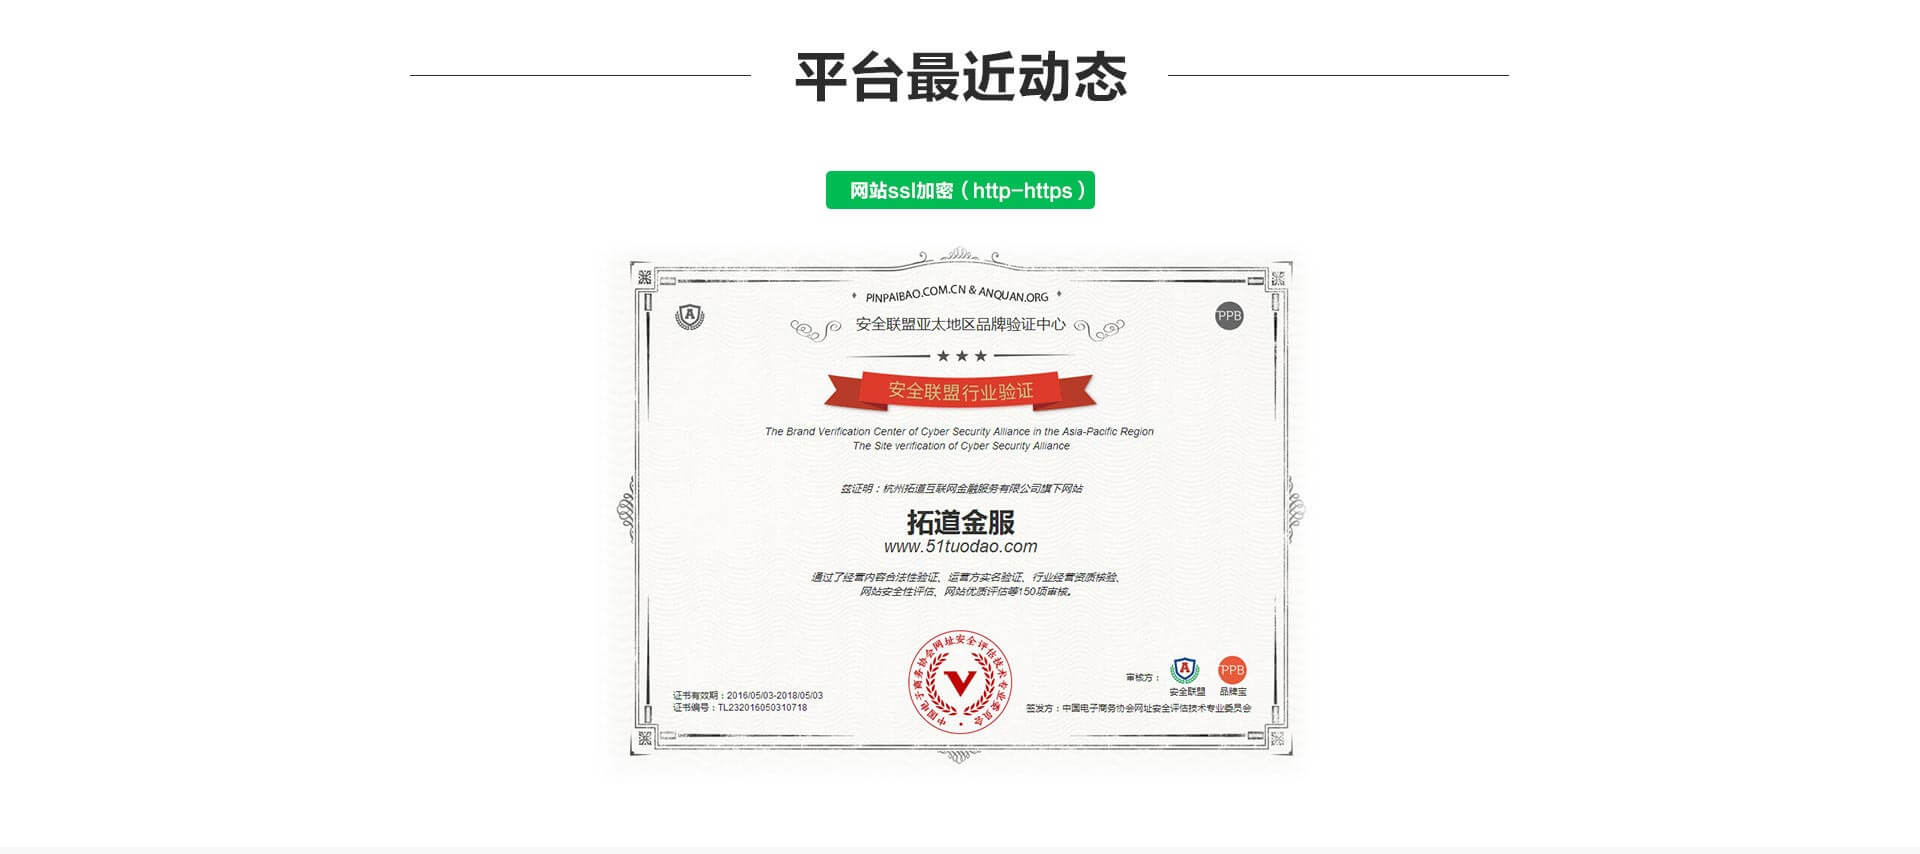 平台最近动态
网站ssl加密（http-https）
PINPAIBAO.COM.CN & ANQUAN.ORG
A
安全联盟亚太地区品牌验证中心
PPB
安全联盟行业验证
The Brand Verification Center of Cyber Security Alliance in the Asia-Pacific Region
The Site verification of Cyber Security Alliance
兹证明：杭州拓道互联网金融服务有限公司旗下网站
拓道金服
www.51tuodao.com
通过了经营内容合法性验证、运营方实名验证、行业经营资质核验、
网站安全性评估、网站优质评估等150项审核。
中国电子商务协会网址安全评估技术专业委员会
V
证书有效期：2016/05/03-2018/05/03
证书编号：TL232016050310718
审核方：
A
安全联盟
PPB
品牌宝
签发方：中国电子商务协会网址安全评估技术专业委员会